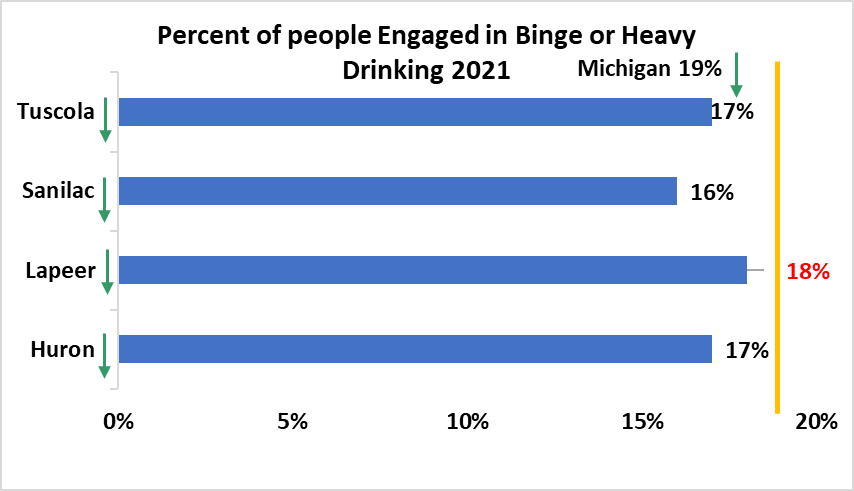 Percent of people Engaged in Binge or Heavy
Drinking 2021
Michigan 19%
Tuscola 17%
Sanilac 16%
Lapeer 18%
Huron 17%
0% 5% 10% 15% 20%